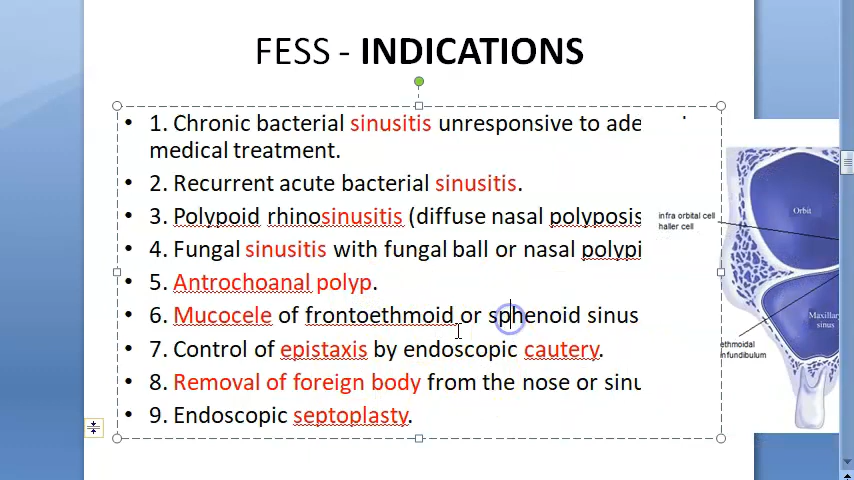 FESS - INDICATIONS
• 1. Chronic bacterial sinusitis unresponsive to ade
medical treatment.
• 2. Recurrent acute bacterial sinusitis.
• 3. Polypoid rhinosinusitis (diffuse nasal polyposis
• 4. Fungal sinusitis with fungal ball or nasal polypi
• 5. Antrochoanal polyp.
• 6. Mucocele of frontoethmoid or sphenoid sinus
• 7. Control of epistaxis by endoscopic cautery.
• 8. Removal of foreign body from the nose or sinu
• 9. Endoscopic septoplasty.
infra orbital cell
haller cell
Orbit
Maxillary
sinus
ethmoidal
infundibulum